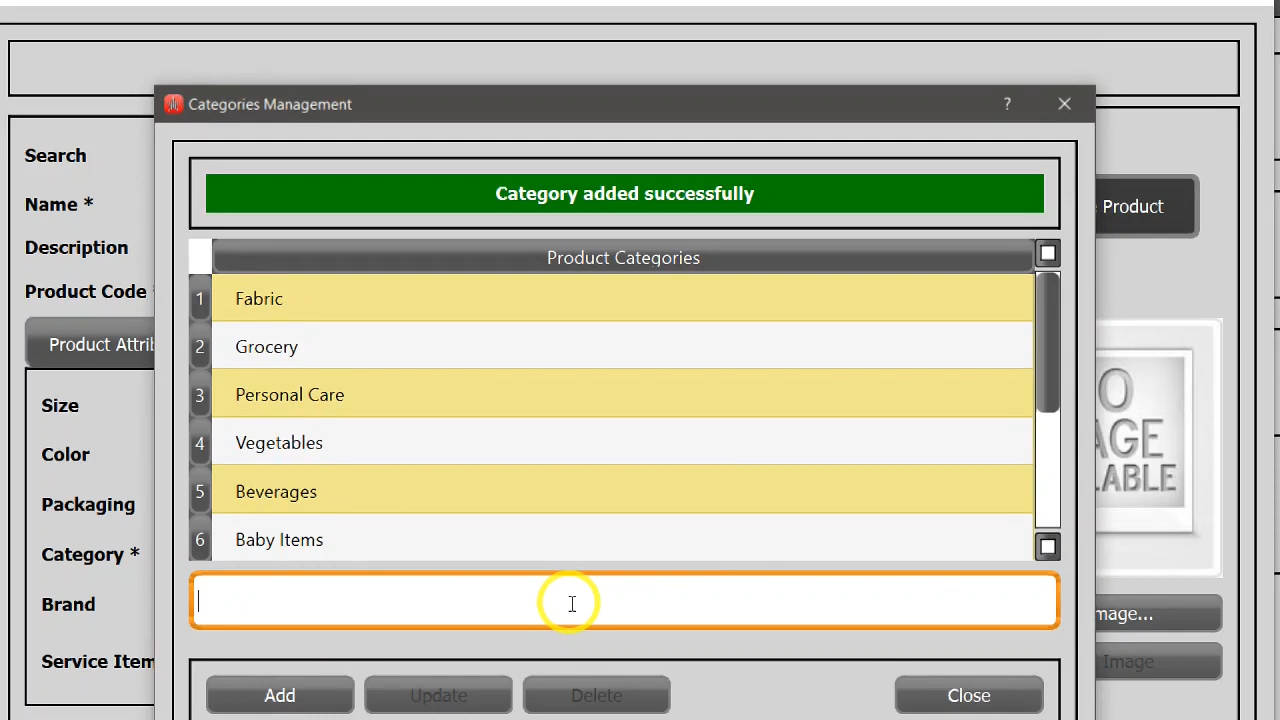 Categories Management
?
Search
Category added successfully
Name *
Product
Description
Product Categories
Product Code
1 Fabric
Product Attrib
2 Grocery
3 Personal Care
Size
4 Vegetables
Color
5 Beverages
Packaging
6 Baby Items
Category *
Brand
mage...
Service Item
Image
Add Update Delete Close